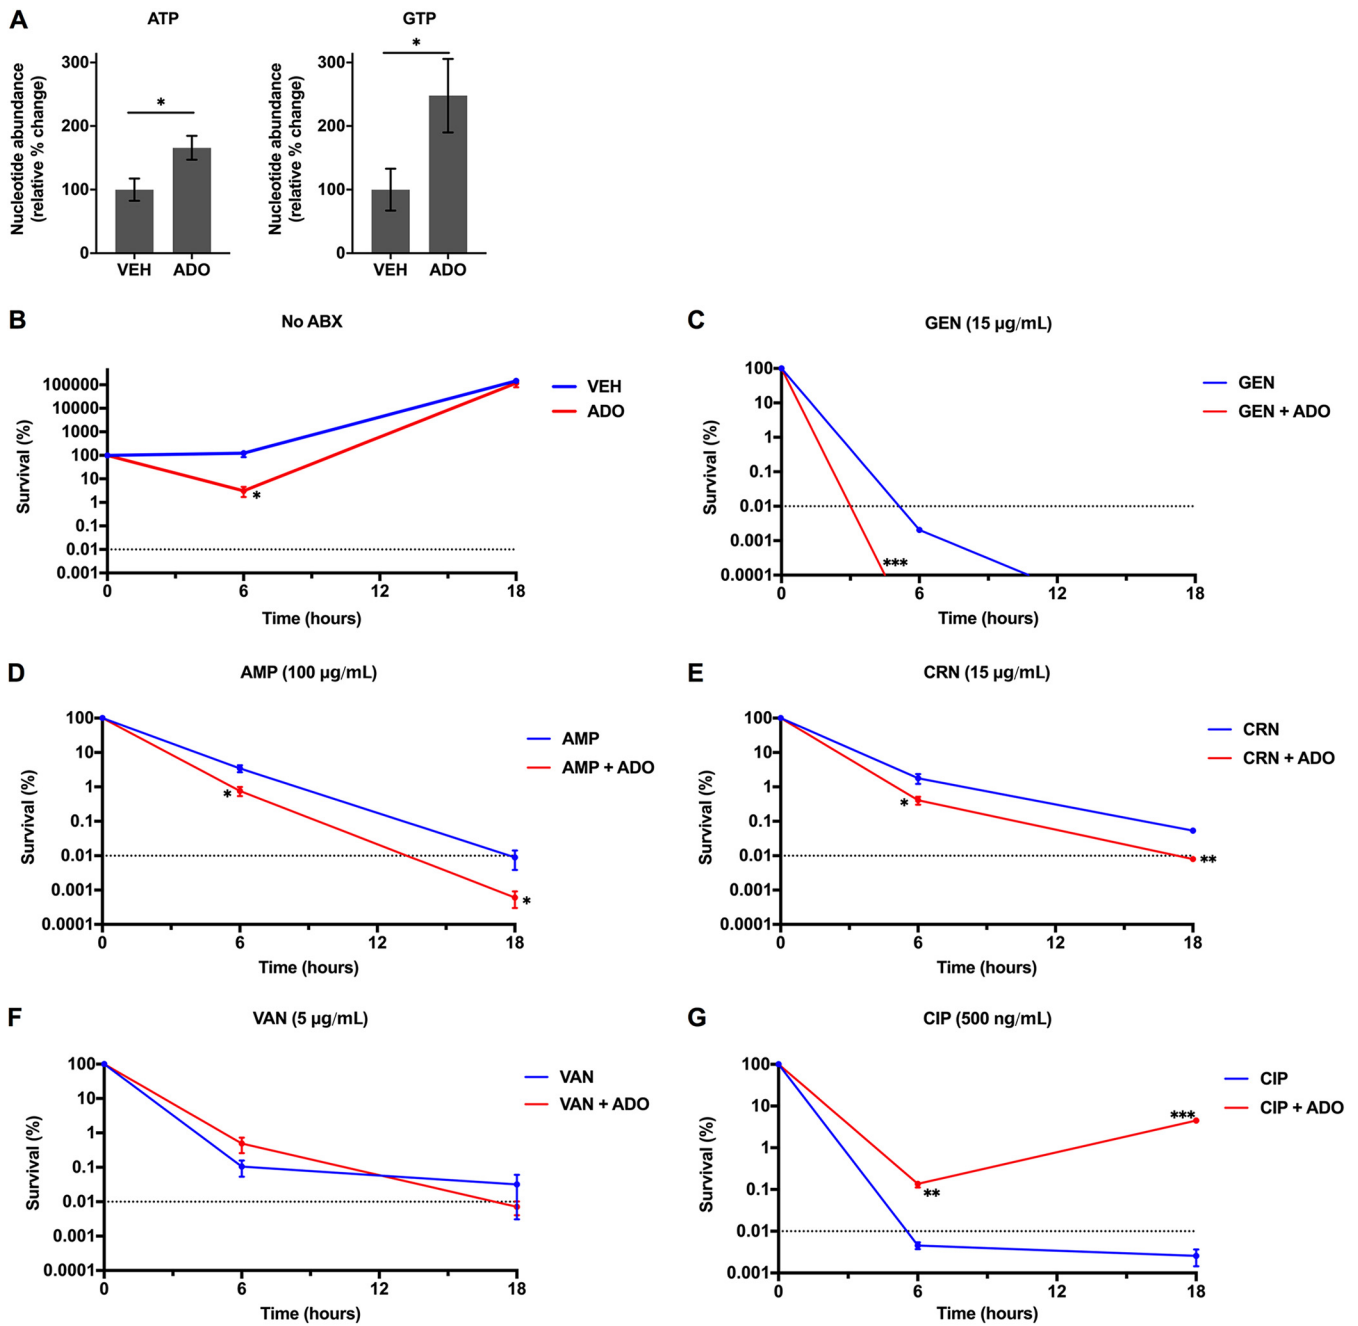 A
ATP
GTP
Nucleotide abundance
(relative % change)
300
200
100
0
*
VEH
ADO
Nucleotide abundance
(relative % change)
300
200
100
0
*
VEH
ADO
B
No ABX
Survival (%)
100000
10000
1000
100
10
1
0.1
0.01
0.001
*
0
6
12
18
Time (hours)
VEH
ADO
C
GEN (15 µg/mL)
Survival (%)
100
10
1
0.1
0.01
0.001
0.0001
***
0
6
12
18
Time (hours)
GEN
GEN + ADO
D
AMP (100 µg/mL)
Survival (%)
100
10
1
0.1
0.01
0.001
0.0001
*
*
0
6
12
18
Time (hours)
AMP
AMP + ADO
E
CRN (15 µg/mL)
Survival (%)
100
10
1
0.1
0.01
0.001
0.0001
*
**
0
6
12
18
Time (hours)
CRN
CRN + ADO
F
VAN (5 µg/mL)
Survival (%)
100
10
1
0.1
0.01
0.001
0.0001
0
6
12
18
Time (hours)
VAN
VAN + ADO
G
CIP (500 ng/mL)
Survival (%)
100
10
1
0.1
0.01
0.001
**
***
0
6
12
18
Time (hours)
CIP
CIP + ADO